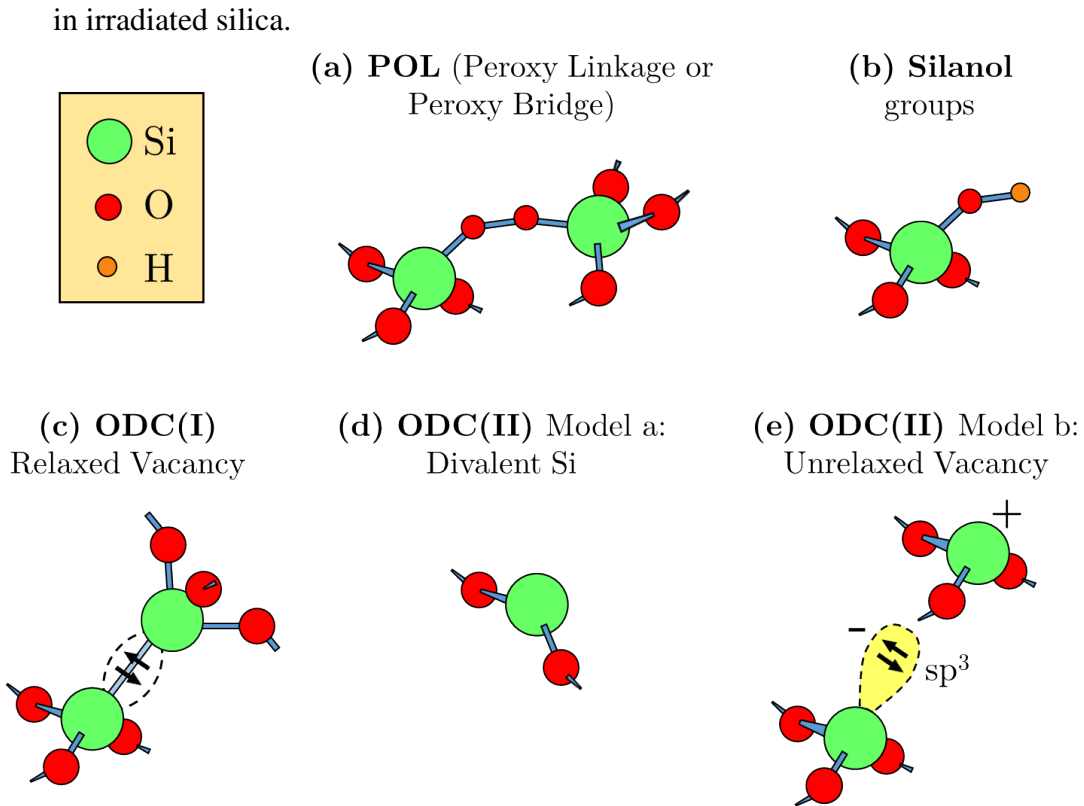 in irradiated silica.
(a) POL (Peroxy Linkage or
Peroxy Bridge)
(b) Silanol
groups
Si
O
H
(c) ODC(I)
Relaxed Vacancy
(d) ODC(II) Model a:
Divalent Si
(e) ODC(II) Model b:
Unrelaxed Vacancy
+
-
sp³